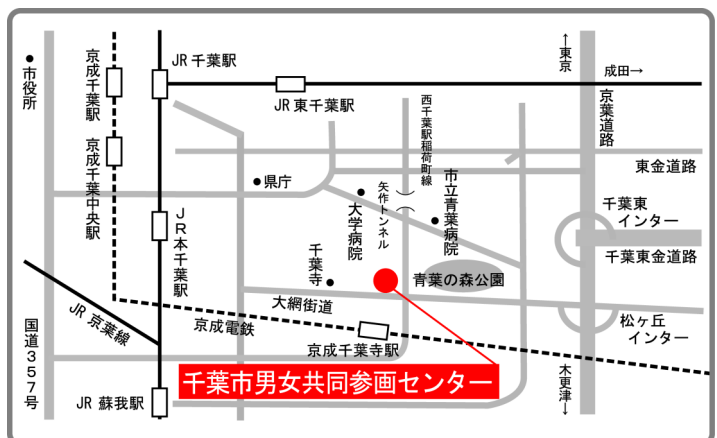 ←東京
成田→
JR千葉駅
京成千葉駅
市役所
JR東千葉駅
京葉道路
西千葉駅稲荷町線
京成千葉中央駅
東金道路
県庁
矢作トンネル
市立青葉病院
大学病院
千葉東
インター
JR本千葉駅
千葉寺
千葉東金道路
青葉の森公園
大網街道
JR 京葉線
国道357号
京成電鉄
京成千葉寺駅
松ヶ丘
インター
千葉市男女共同参画センター
木更津→
JR 蘇我駅